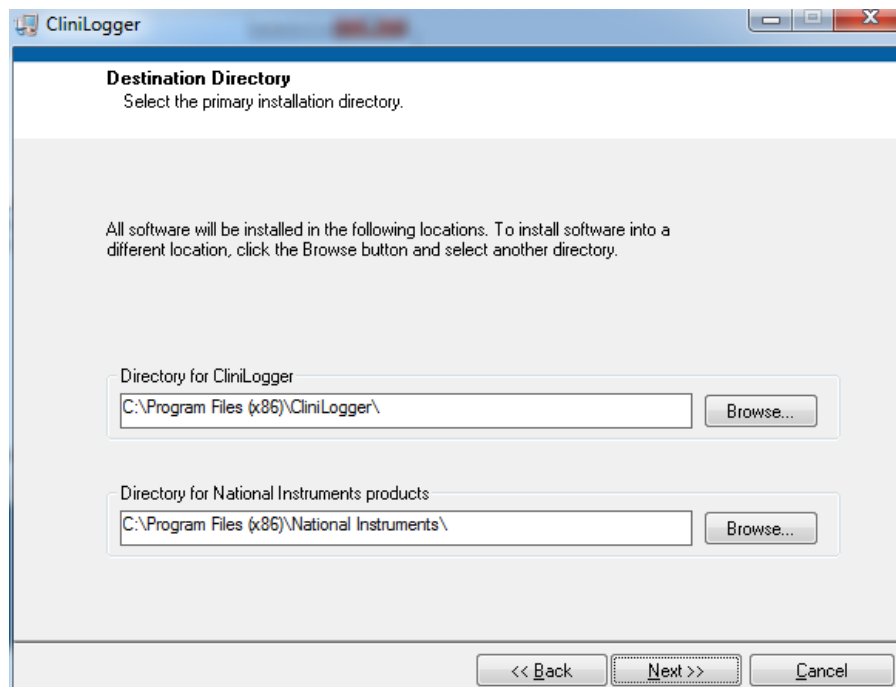 CliniLogger
Destination Directory
Select the primary installation directory.
All software will be installed in the following locations. To install software into a
different location, click the Browse button and select another directory.
Directory for CliniLogger
C:\Program Files (x86)\CliniLogger\
Browse...
Directory for National Instruments products
C:\Program Files (x86)\National Instruments\
Browse...
<< Back
Next >>
Cancel